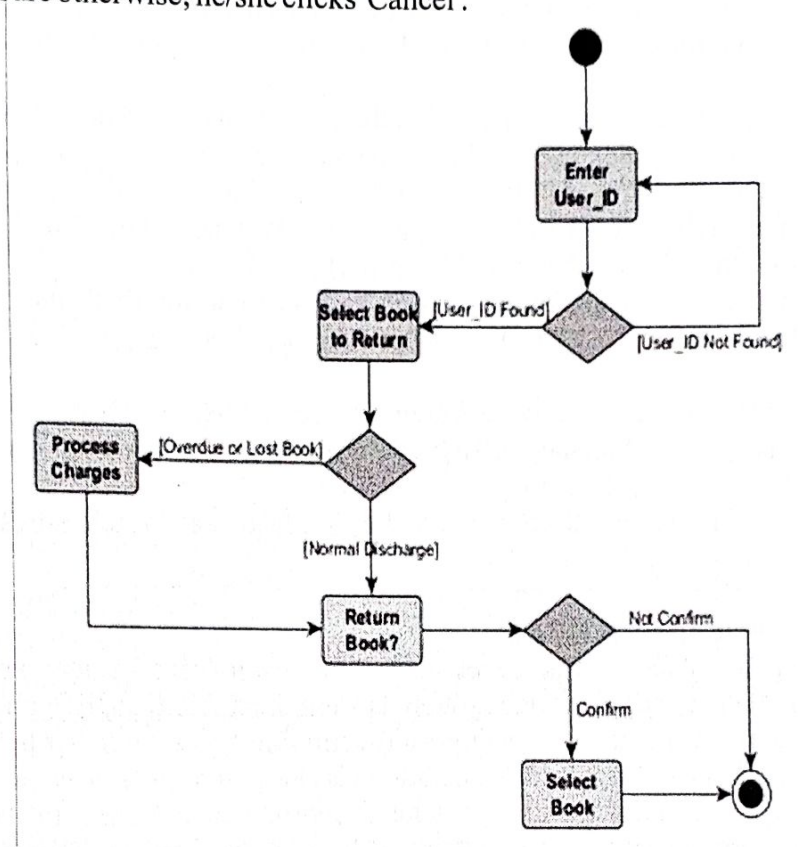 otherwise, he/she clicks 'Cancel'.
Enter
User_ID
[User_ID Found]
[User_ID Not Found]
Select Book
to Return
[Overdue or Lost Book]
Process
Charges
[Normal Discharge]
Return
Book?
Not Confirm
Confirm
Select
Book